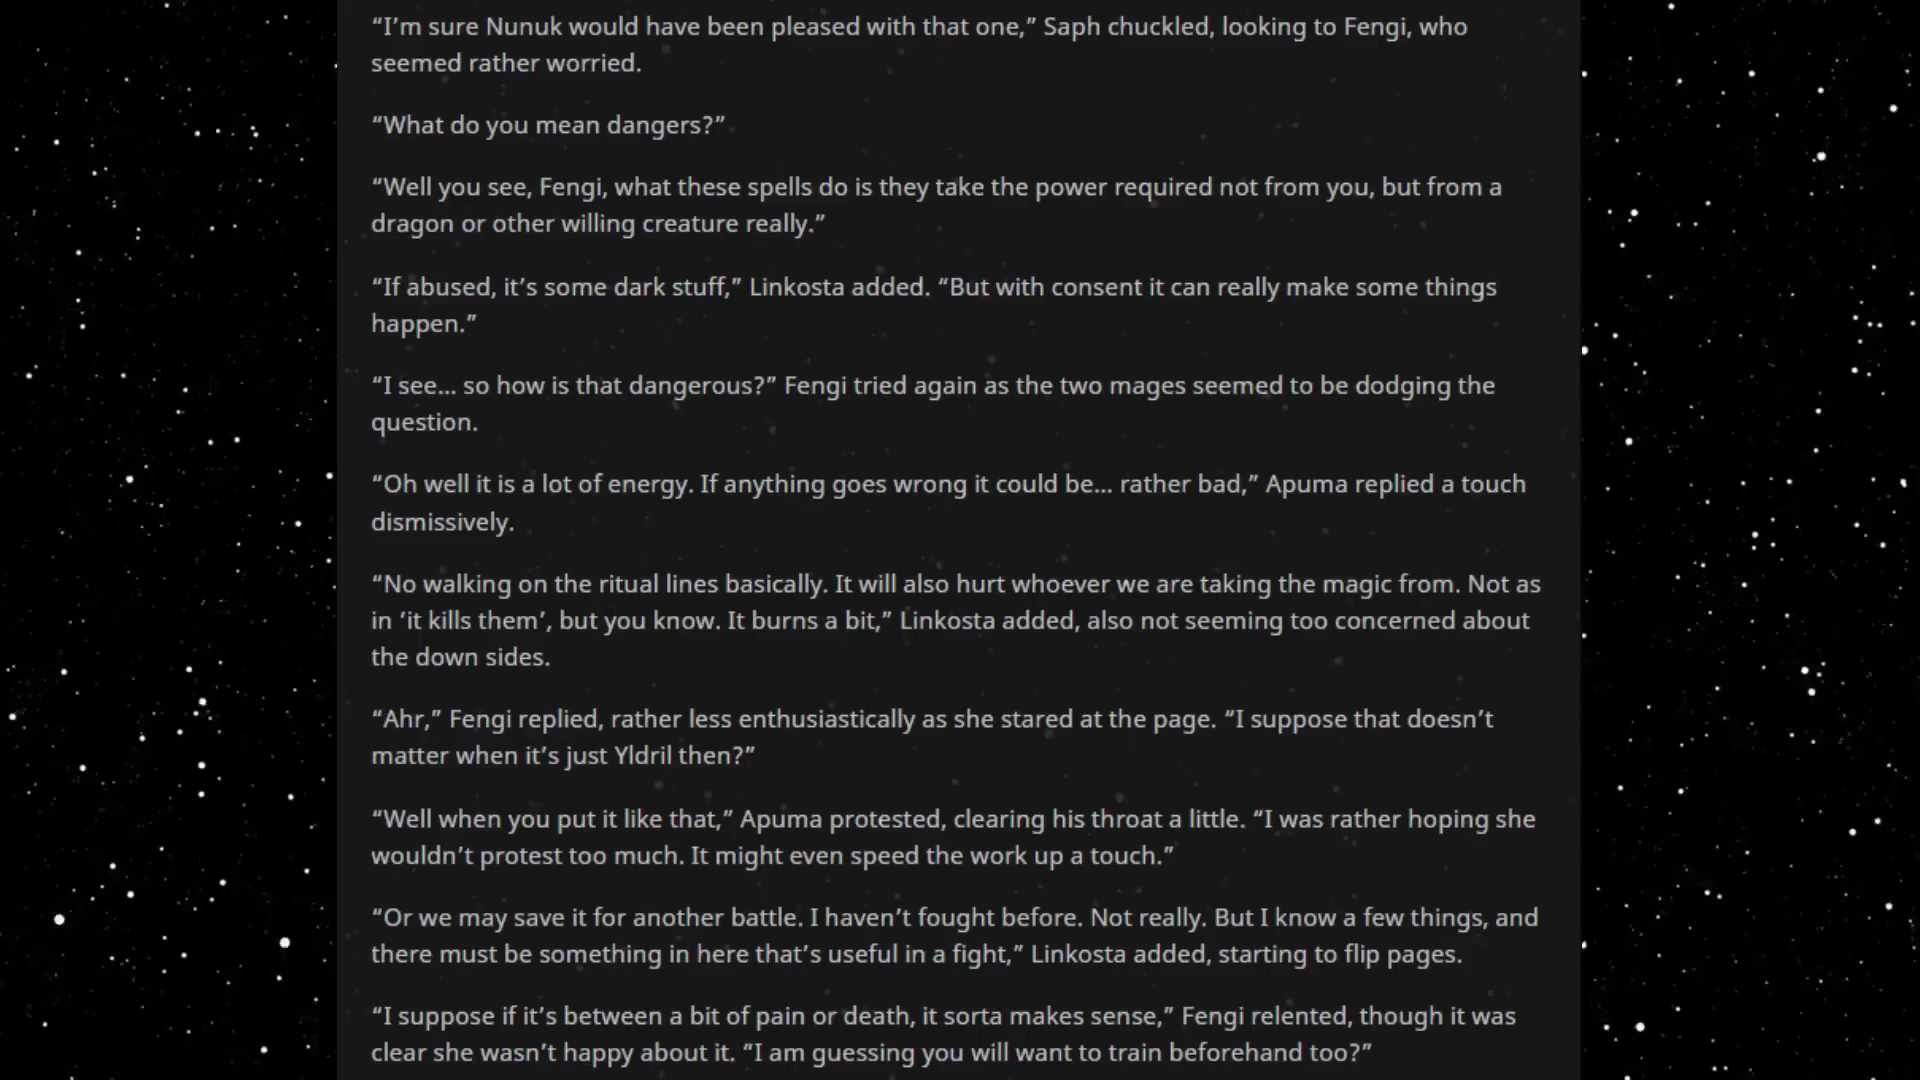 “I’m sure Nunuk would have been pleased with that one,” Saph chuckled, looking to Fengi, who
seemed rather worried.
“What do you mean dangers?”
“Well you see, Fengi, what these spells do is they take the power required not from you, but from a
dragon or other willing creature really.”
“If abused, it’s some dark stuff,” Linkosta added. “But with consent it can really make some things
happen.”
“I see… so how is that dangerous?” Fengi tried again as the two mages seemed to be dodging the
question.
“Oh well it is a lot of energy. If anything goes wrong it could be… rather bad,” Apuma replied a touch
dismissively.
“No walking on the ritual lines basically. It will also hurt whoever we are taking the magic from. Not as
in ‘it kills them’, but you know. It burns a bit,” Linkosta added, also not seeming too concerned about
the down sides.
“Ahr,” Fengi replied, rather less enthusiastically as she stared at the page. “I suppose that doesn’t
matter when it’s just Yldril then?”
“Well when you put it like that,” Apuma protested, clearing his throat a little. “I was rather hoping she
wouldn’t protest too much. It might even speed the work up a touch.”
“Or we may save it for another battle. I haven’t fought before. Not really. But I know a few things, and
there must be something in here that’s useful in a fight,” Linkosta added, starting to flip pages.
“I suppose if it’s between a bit of pain or death, it sorta makes sense,” Fengi relented, though it was
clear she wasn’t happy about it. “I am guessing you will want to train beforehand too?”